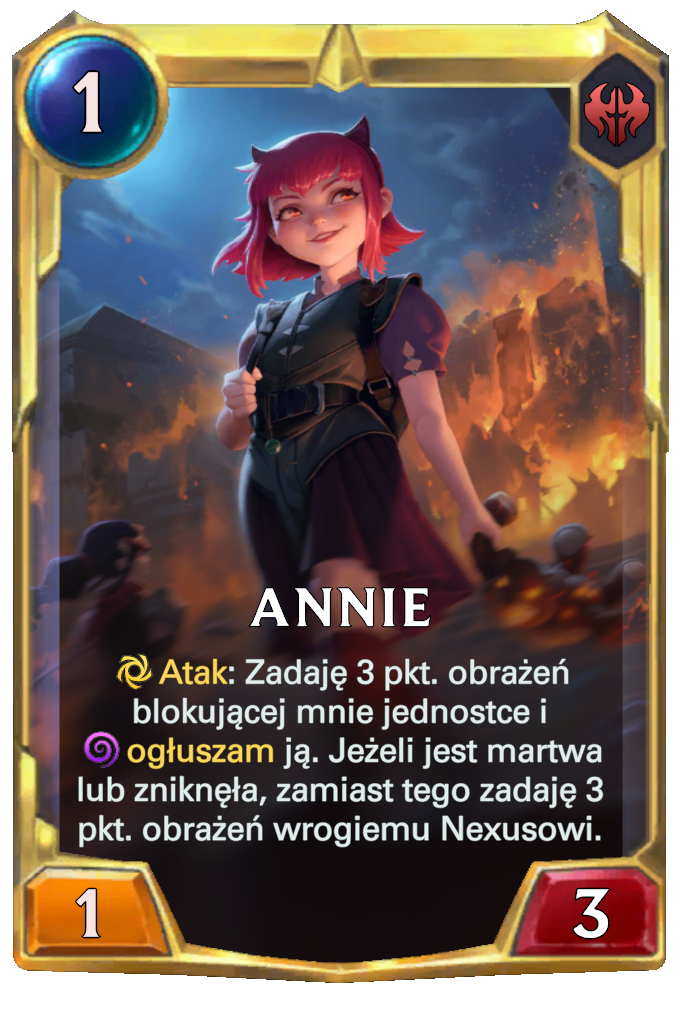 1
ANNIE
Atak: Zadaję 3 pkt. obrażeń
blokującej mnie jednostce i
ogłuszam ją. Jeżeli jest martwa
lub zniknęła, zamiast tego zadaję 3
pkt. obrażeń wrogiemu Nexusowi.
1
3